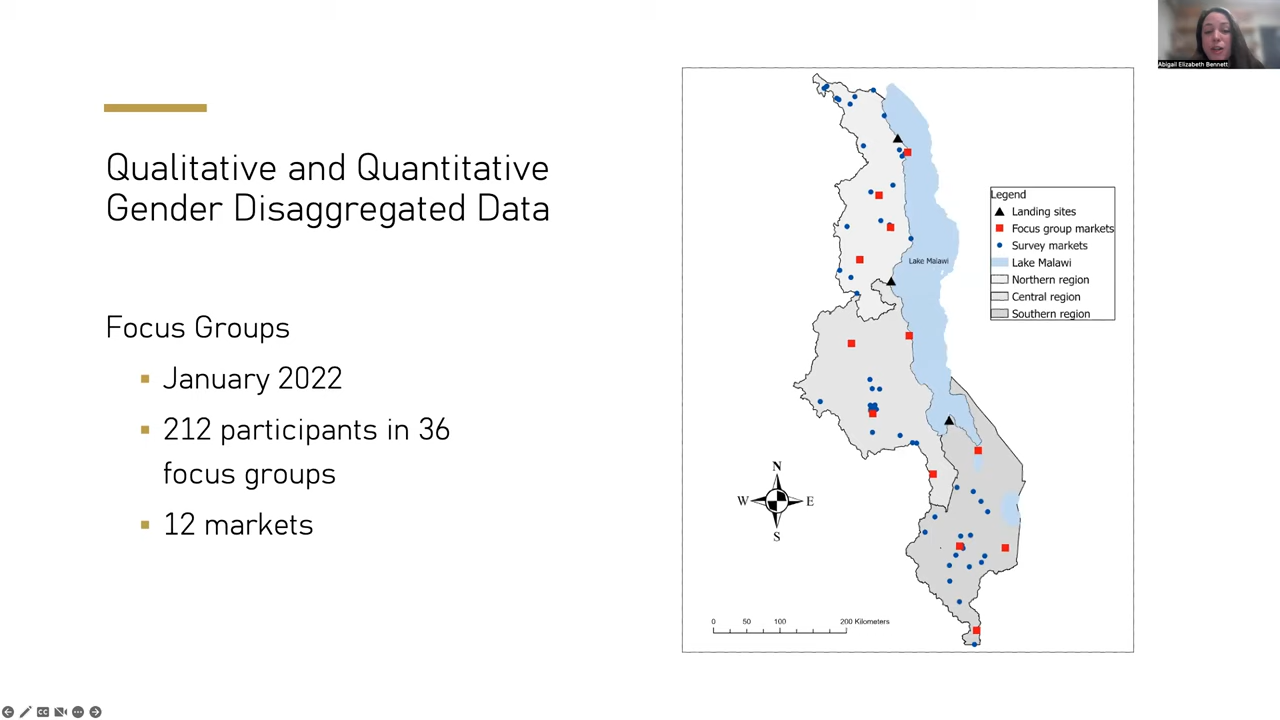 Abigail Elizabeth Bennett
Qualitative and Quantitative
Gender Disaggregated Data
Focus Groups
January 2022
212 participants in 36
focus groups
12 markets
Legend
Landing sites
Focus group markets
Survey markets
Lake Malawi
Northern region
Central region
Southern region
Lake Malawi
N
W
E
S
0 50 100 200 Kilometers
CC